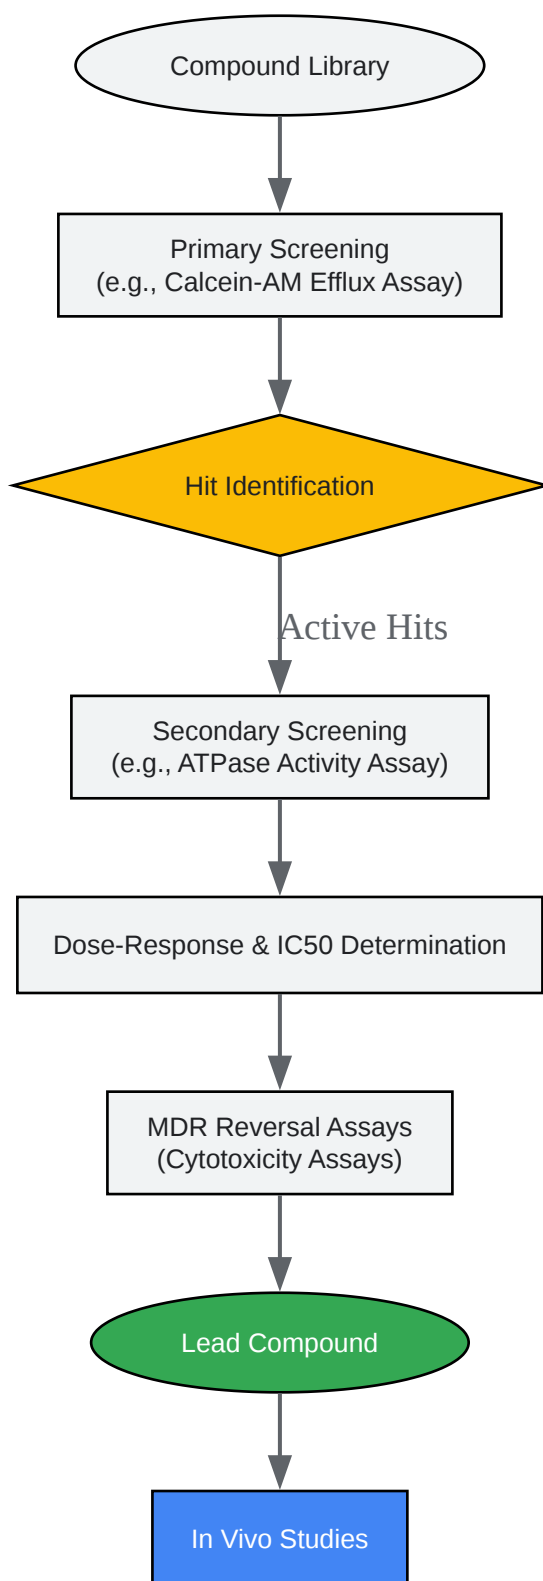 Compound Library
Primary Screening
(e.g., Calcein-AM Efflux Assay)
Hit Identification
Active Hits
Secondary Screening
(e.g., ATPase Activity Assay)
Dose-Response & IC50 Determination
MDR Reversal Assays
(Cytotoxicity Assays)
Lead Compound
In Vivo Studies